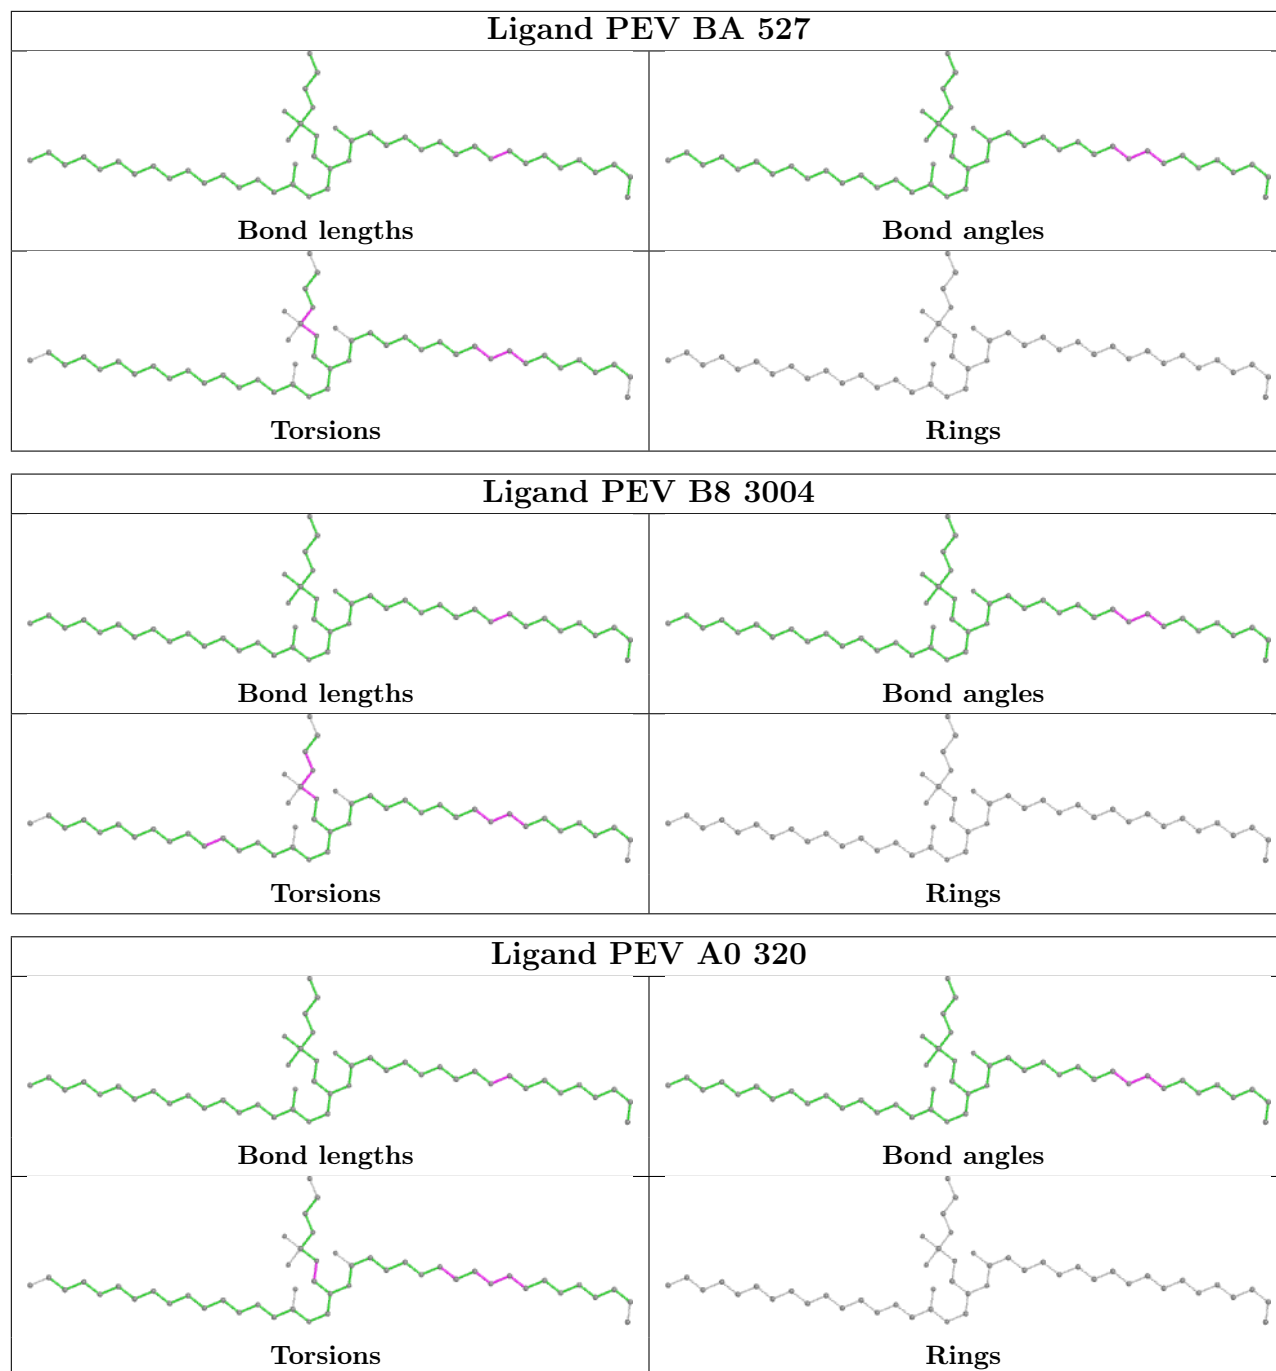 Ligand PEV BA 527
Bond lengths Bond angles
Torsions Rings
Ligand PEV B8 3004
Bond lengths Bond angles
Torsions Rings
Ligand PEV A0 320
Bond lengths Bond angles
Torsions Rings